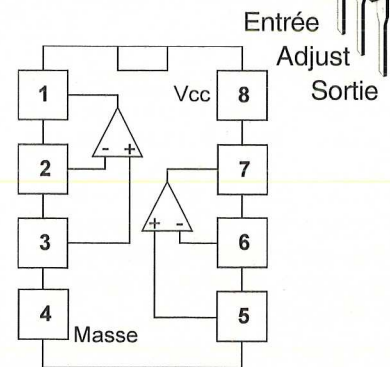 Entrée
Adjust
Sortie
1 Vcc 8
2 - + 7
3 + - 6
4 Masse 5